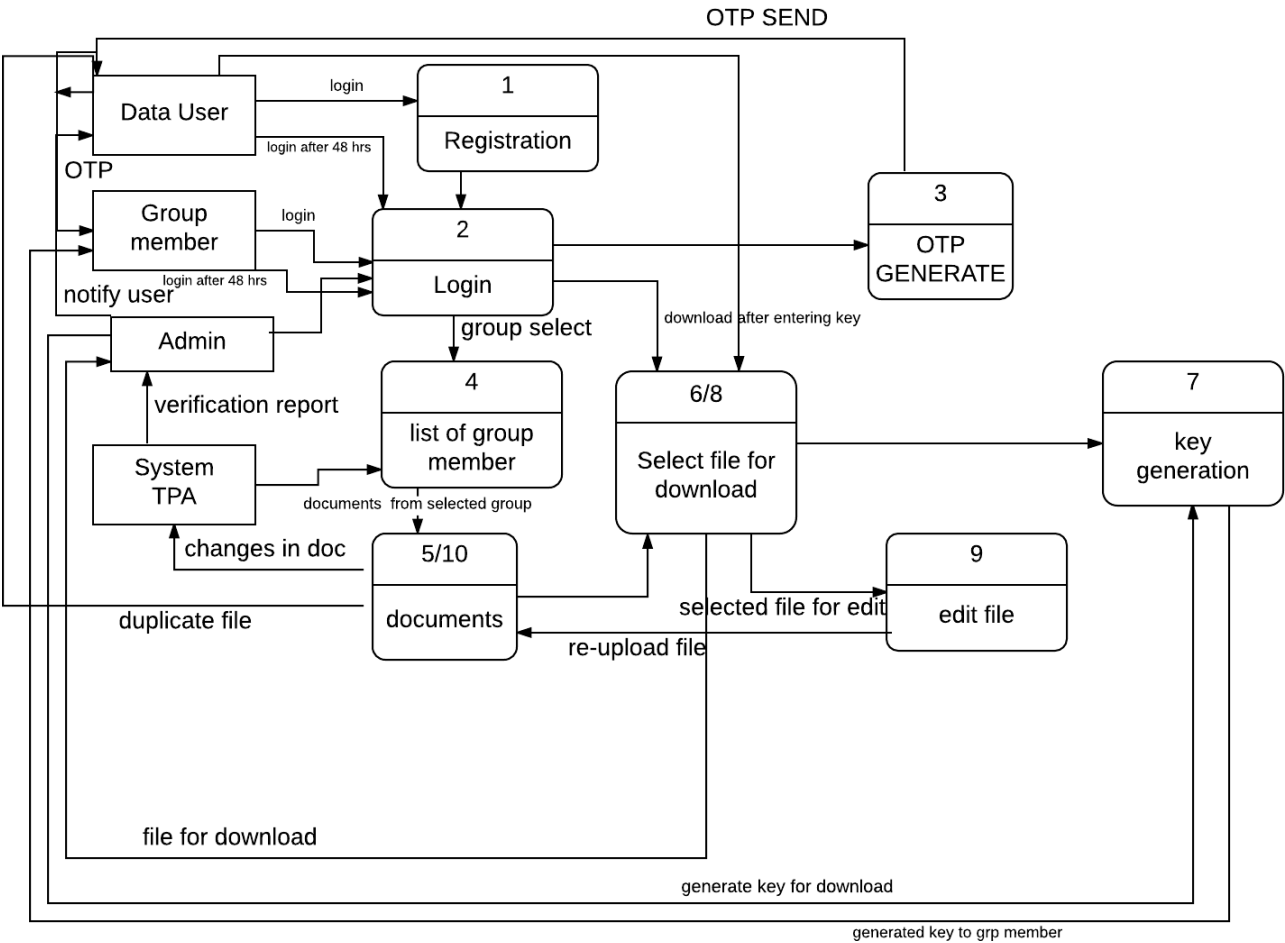 OTP SEND
login
1
Data User
Registration
login after 48 hrs
OTP
3
Group
member
login
2
OTP
GENERATE
login after 48 hrs
Login
notify user
group select
download after entering key
Admin
4
6/8
7
verification report
list of group
member
key
generation
System
TPA
Select file for
download
documents from selected group
changes in doc
5/10
9
duplicate file
documents
selected file for edit
edit file
re-upload file
file for download
generate key for download
generated key to grp member